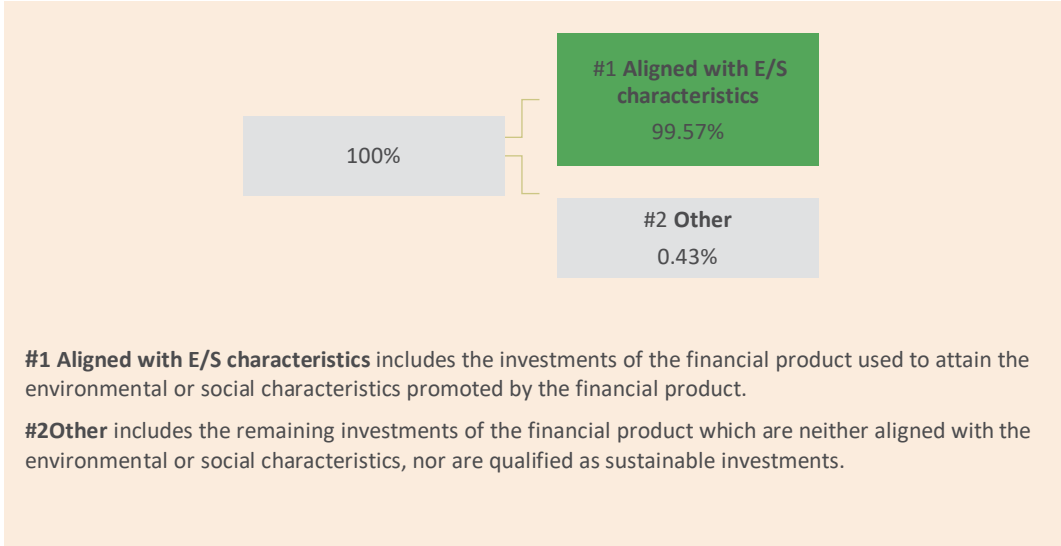 #1 Aligned with E/S
characteristics
99.57%
100%
#2 Other
0.43%
#1 Aligned with E/S characteristics includes the investments of the financial product used to attain the
environmental or social characteristics promoted by the financial product.
#2Other includes the remaining investments of the financial product which are neither aligned with the
environmental or social characteristics, nor are qualified as sustainable investments.